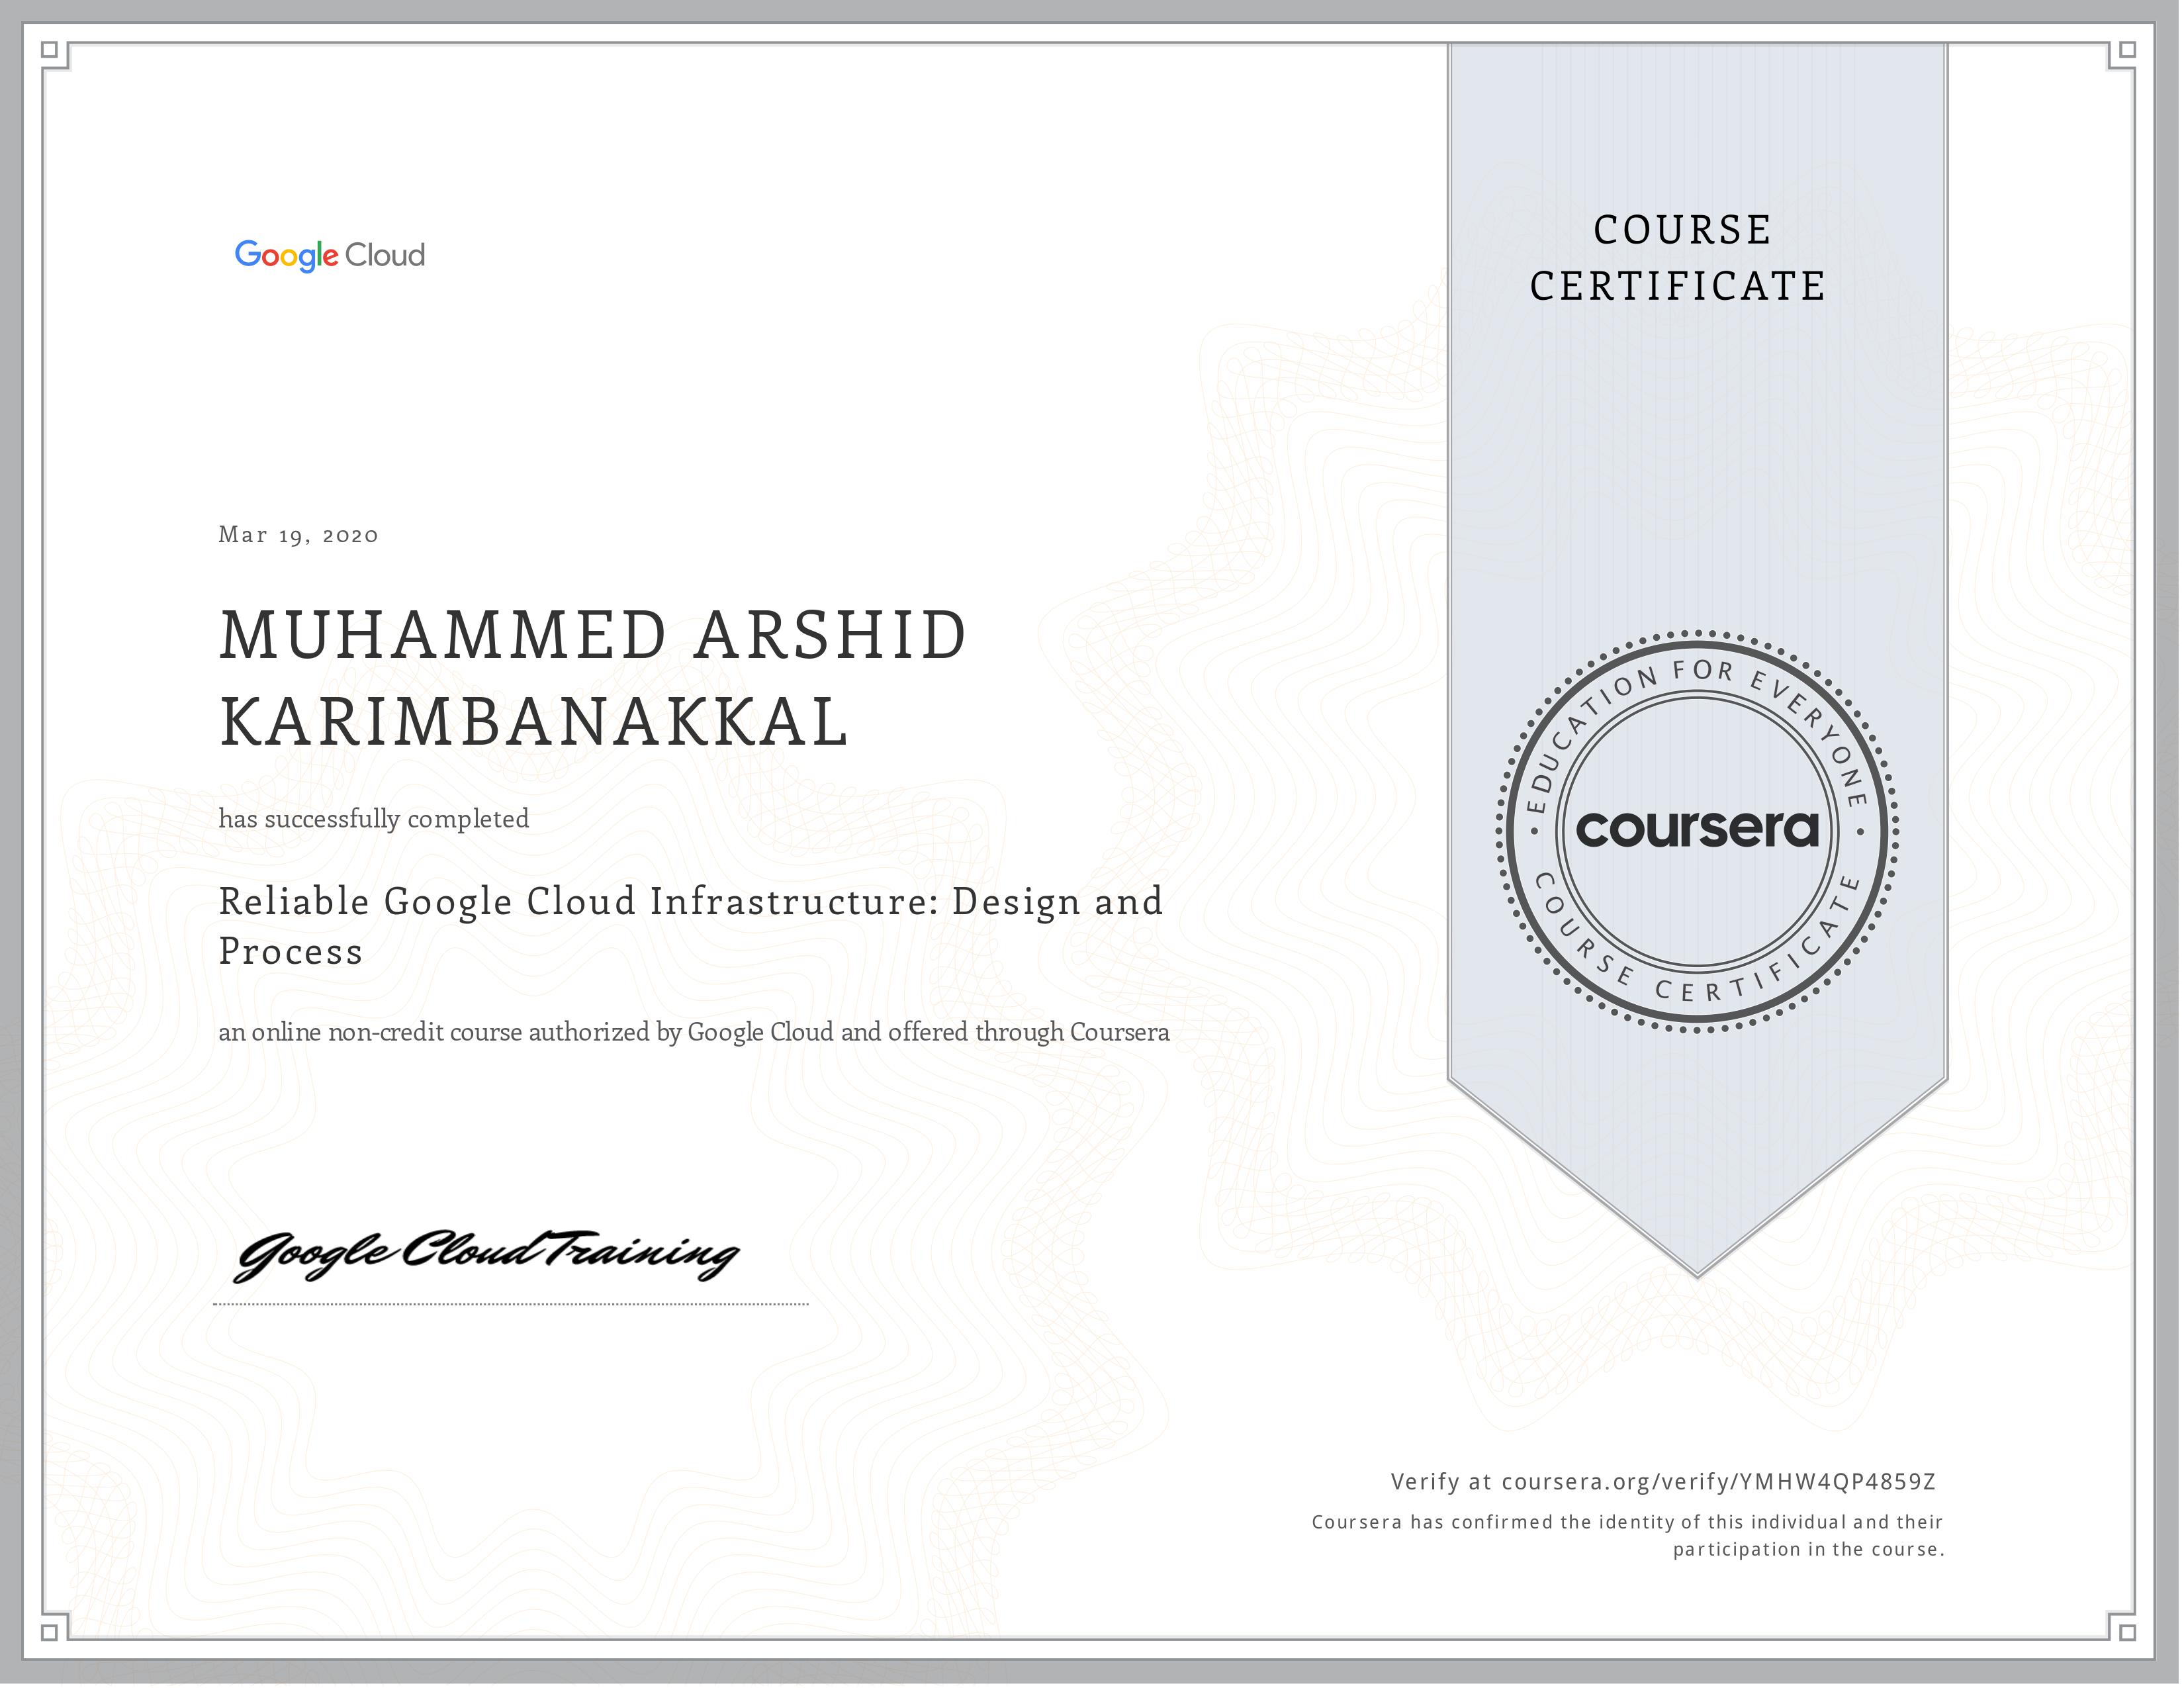 Google Cloud
COURSE
CERTIFICATE
Mar 19, 2020
MUHAMMED ARSHID
KARIMBANAKKAL
has successfully completed
Reliable Google Cloud Infrastructure: Design and
Process
an online non-credit course authorized by Google Cloud and offered through Coursera
EDUCATION FOR EVERYONE
coursera
COURSE CERTIFICATE
Google Cloud Training
Verify at coursera.org/verify/YMHW4QP4859Z
Coursera has confirmed the identity of this individual and their
participation in the course.